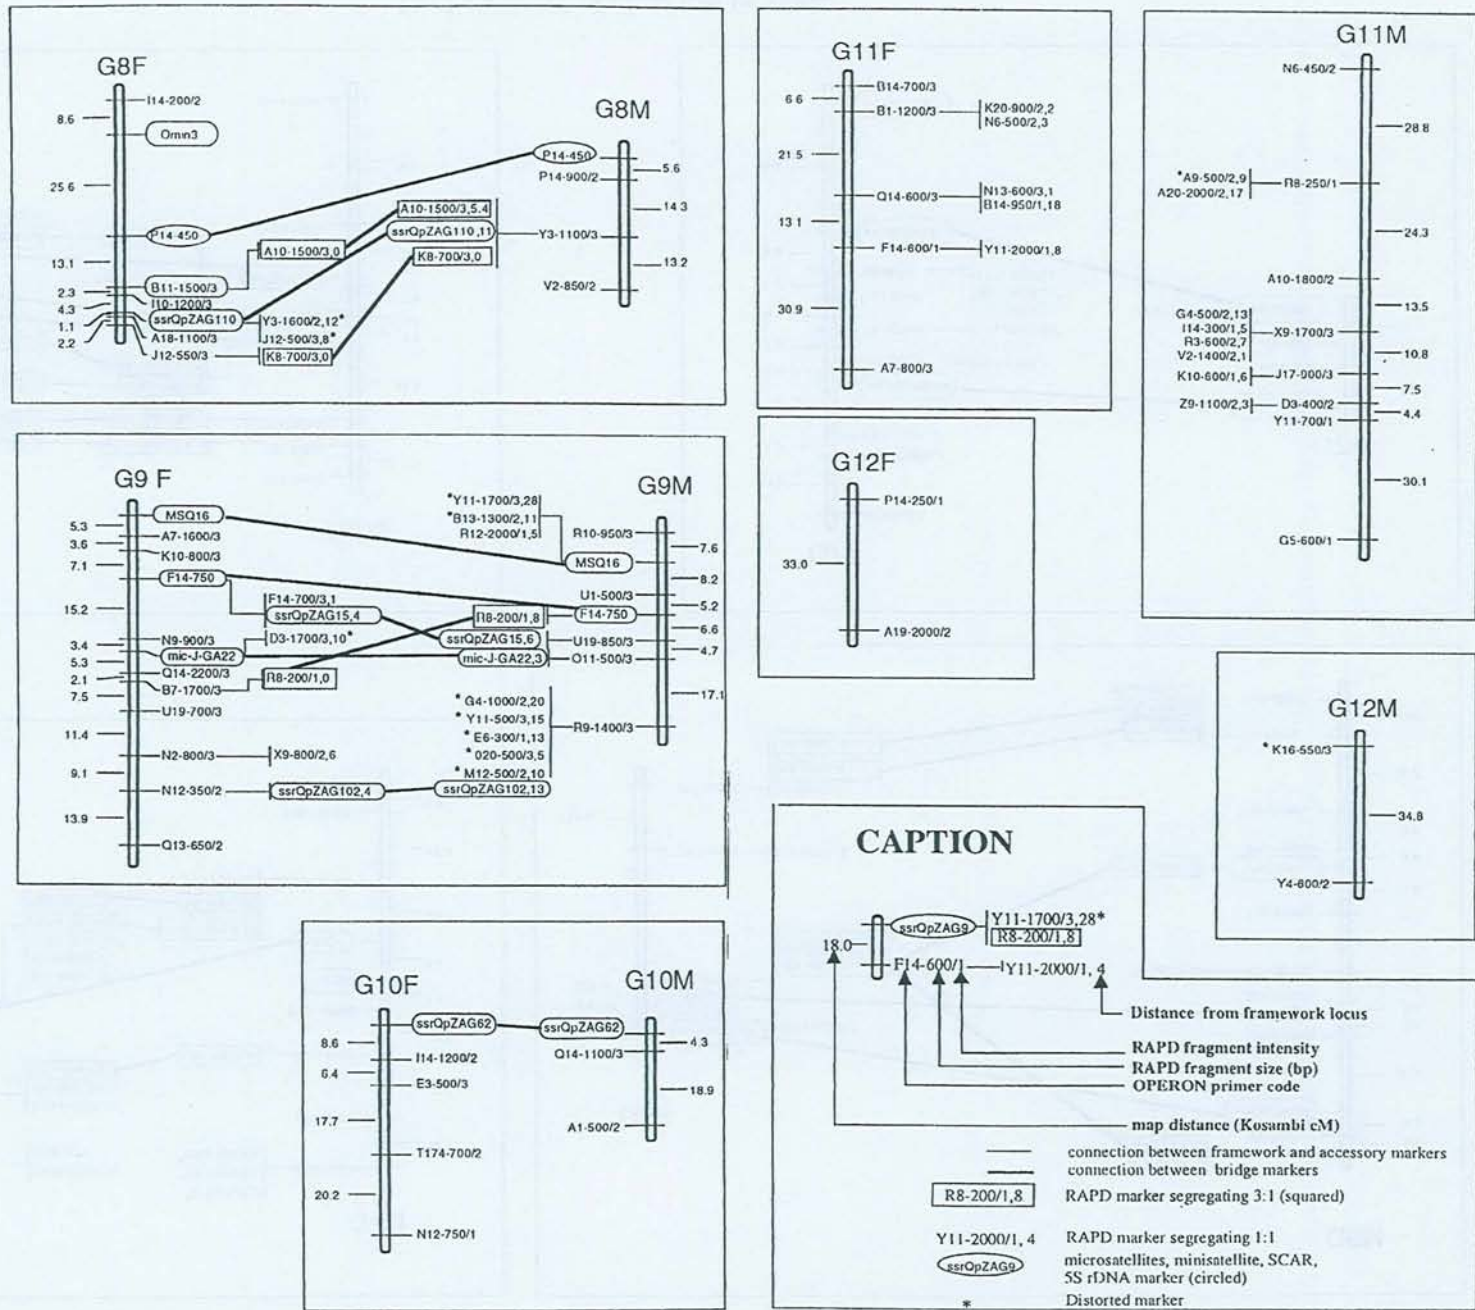 G8F
I14-200/2
8.6
Omn3
25.6
P14-450
13.1
B11-1500/3
A10-1500/3,0
2.3
I10-1200/3
4.3
ssrQpZAG110
Y3-1600/2,12*
1.1
A18-1100/3
J12-500/3,8*
2.2
J12-550/3
K8-700/3,0
A10-1500/3,5.4
ssrQpZAG110,11
K8-700/3,0
G8M
P14-450
5.6
P14-900/2
14.3
Y3-1100/3
13.2
V2-850/2
G11F
B14-700/3
6.6
B1-1200/3
K20-900/2,2
N6-500/2,3
21.5
Q14-600/3
N13-600/3,1
B14-950/1,18
13.1
F14-600/1
Y11-2000/1,8
30.9
A7-800/3
G11M
N6-450/2
28.8
*A9-500/2,9
A20-2000/2,17
R8-250/1
24.3
A10-1800/2
13.5
G4-500/2,13
I14-300/1,5
R3-600/2,7
V2-1400/2,1
X9-1700/3
10.8
K10-600/1,6
J17-900/3
7.5
Z9-1100/2,3
D3-400/2
4.4
Y11-700/1
30.1
G5-600/1
G9 F
MSQ16
5.3
A7-1600/3
3.6
K10-800/3
7.1
F14-750
15.2
F14-700/3,1
ssrQpZAG15,4
N9-900/3
D3-1700/3,10*
3.4
mic-J-GA22
5.3
Q14-2200/3
2.1
B7-1700/3
R8-200/1,0
7.5
U19-700/3
11.4
N2-800/3
X9-800/2,6
9.1
N12-350/2
ssrQpZAG102,4
13.9
Q13-650/2
G9M
*Y11-1700/3,28
*B13-1300/2,11
R12-2000/1,5
R10-950/3
7.6
MSQ16
8.2
U1-500/3
5.2
R8-200/1,8
F14-750
6.6
ssrQpZAG15,6
U19-850/3
4.7
mic-J-GA22,3
O11-500/3
17.1
* G4-1000/2,20
* Y11-500/3,15
* E6-300/1,13
* 020-500/3,5
* M12-500/2,10
R9-1400/3
ssrQpZAG102,13
G12F
P14-250/1
33.0
A19-2000/2
G12M
* K16-550/3
34.8
Y4-600/2
G10F
ssrQpZAG62
8.6
I14-1200/2
6.4
E3-500/3
17.7
T174-700/2
20.2
N12-750/1
G10M
ssrQpZAG62
4.3
Q14-1100/3
18.9
A1-500/2
CAPTION
ssrQpZAG9
Y11-1700/3,28*
R8-200/1,8
18.0
F14-600/1
Y11-2000/1, 4
Distance from framework locus
RAPD fragment intensity
RAPD fragment size (bp)
OPERON primer code
map distance (Kosambi cM)
connection between framework and accessory markers
connection between bridge markers
R8-200/1,8
RAPD marker segregating 3:1 (squared)
Y11-2000/1, 4
RAPD marker segregating 1:1
ssrQpZAG9
microsatellites, minisatellite, SCAR,
5S rDNA marker (circled)
*
Distorted marker